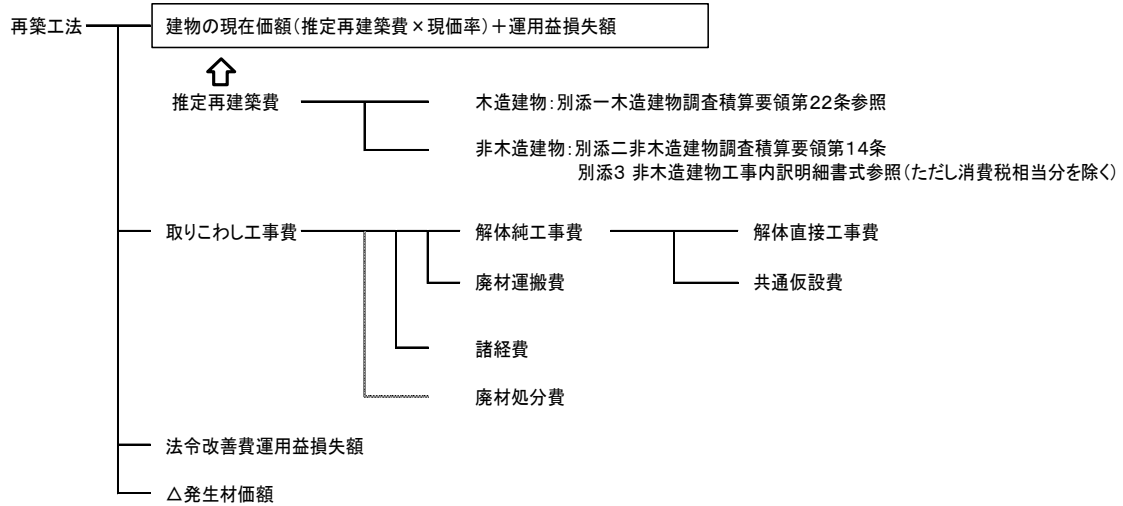 再築工法
建物の現在価額(推定再建築費×現価率)+運用益損失額
推定再建築費
木造建物:別添一木造建物調査積算要領第22条参照
非木造建物:別添二非木造建物調査積算要領第14条
別添3 非木造建物工事内訳明細書式参照(ただし消費税相当分を除く)
取りこわし工事費
解体純工事費
解体直接工事費
廃材運搬費
共通仮設費
諸経費
廃材処分費
法令改善費運用益損失額
△発生材価額